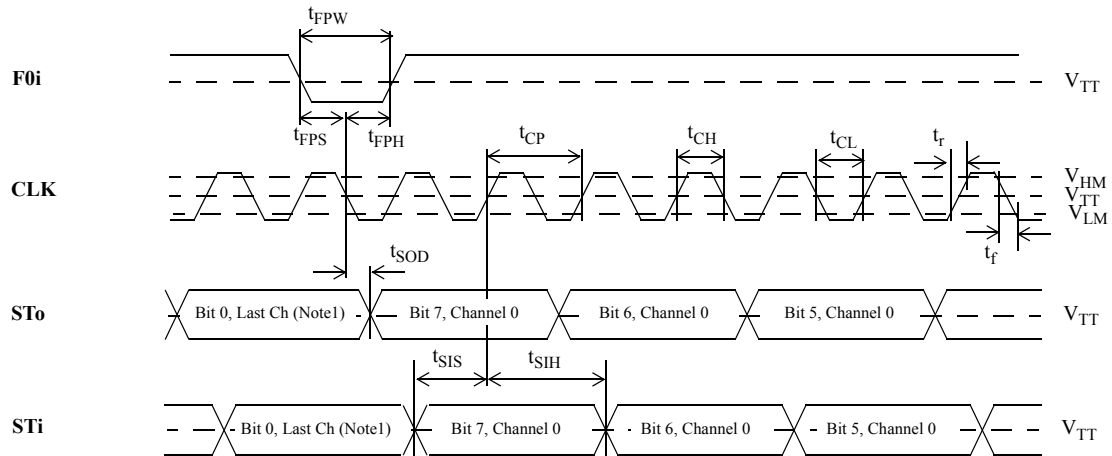 tFPW
F0i
VTT
tFPS tFPH tCP tCH tCL tr
CLK
VHM
VTT
VLM
tSOD tf
STo Bit 0, Last Ch (Note1) Bit 7, Channel 0 Bit 6, Channel 0 Bit 5, Channel 0 VTT
tSIS tSIH
STi Bit 0, Last Ch (Note1) Bit 7, Channel 0 Bit 6, Channel 0 Bit 5, Channel 0 VTT